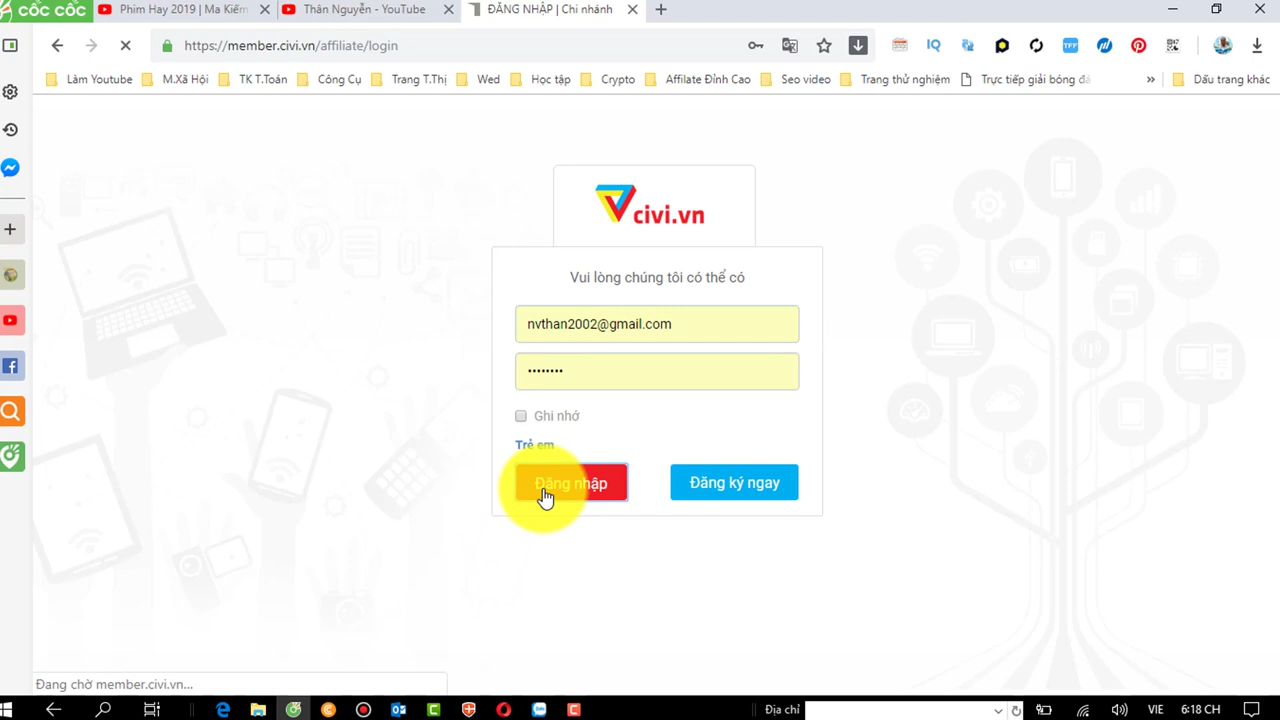 cốc cốc
Phim Hay 2019 | Ma Kiếm
Thân Nguyễn - YouTube
ĐĂNG NHẬP | Chi nhánh
https://member.civi.vn/affiliate/login
IQ
TFF
Làm Youtube
M.Xã Hội
TK T.Toán
Công Cụ
Trang T.Thị
Wed
Học tập
Crypto
Affilate Đỉnh Cao
Seo video
Trang thử nghiệm
Trực tiếp giải bóng đá
Dấu trang khác
civi.vn
Vui lòng chúng tôi có thể có
nvthan2002@gmail.com
••••••••
Ghi nhớ
Trẻ em
Đăng nhập
Đăng ký ngay
Đang chờ member.civi.vn...
Địa chỉ
VIE
6:18 CH